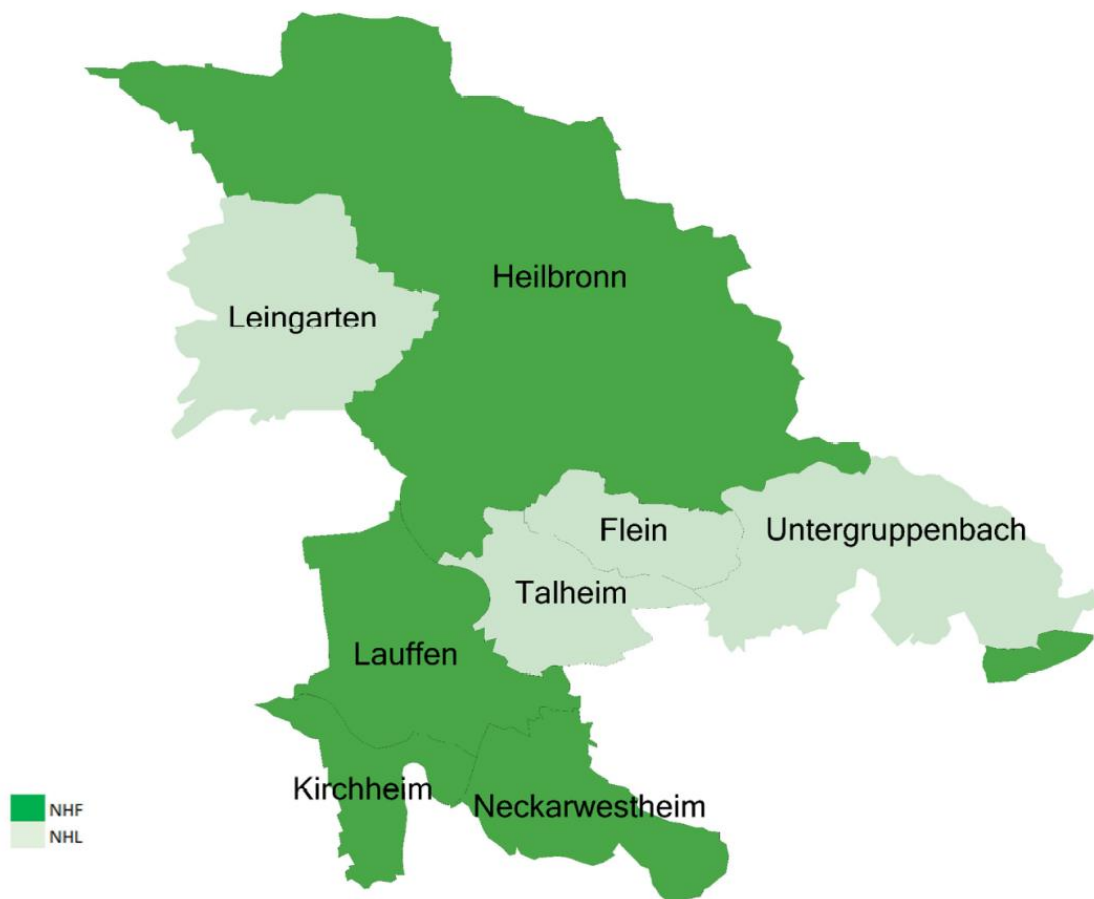 Heilbronn
Leingarten
Flein
Untergruppenbach
Talheim
Lauffen
Kirchheim
Neckarwestheim
NHF
NHL